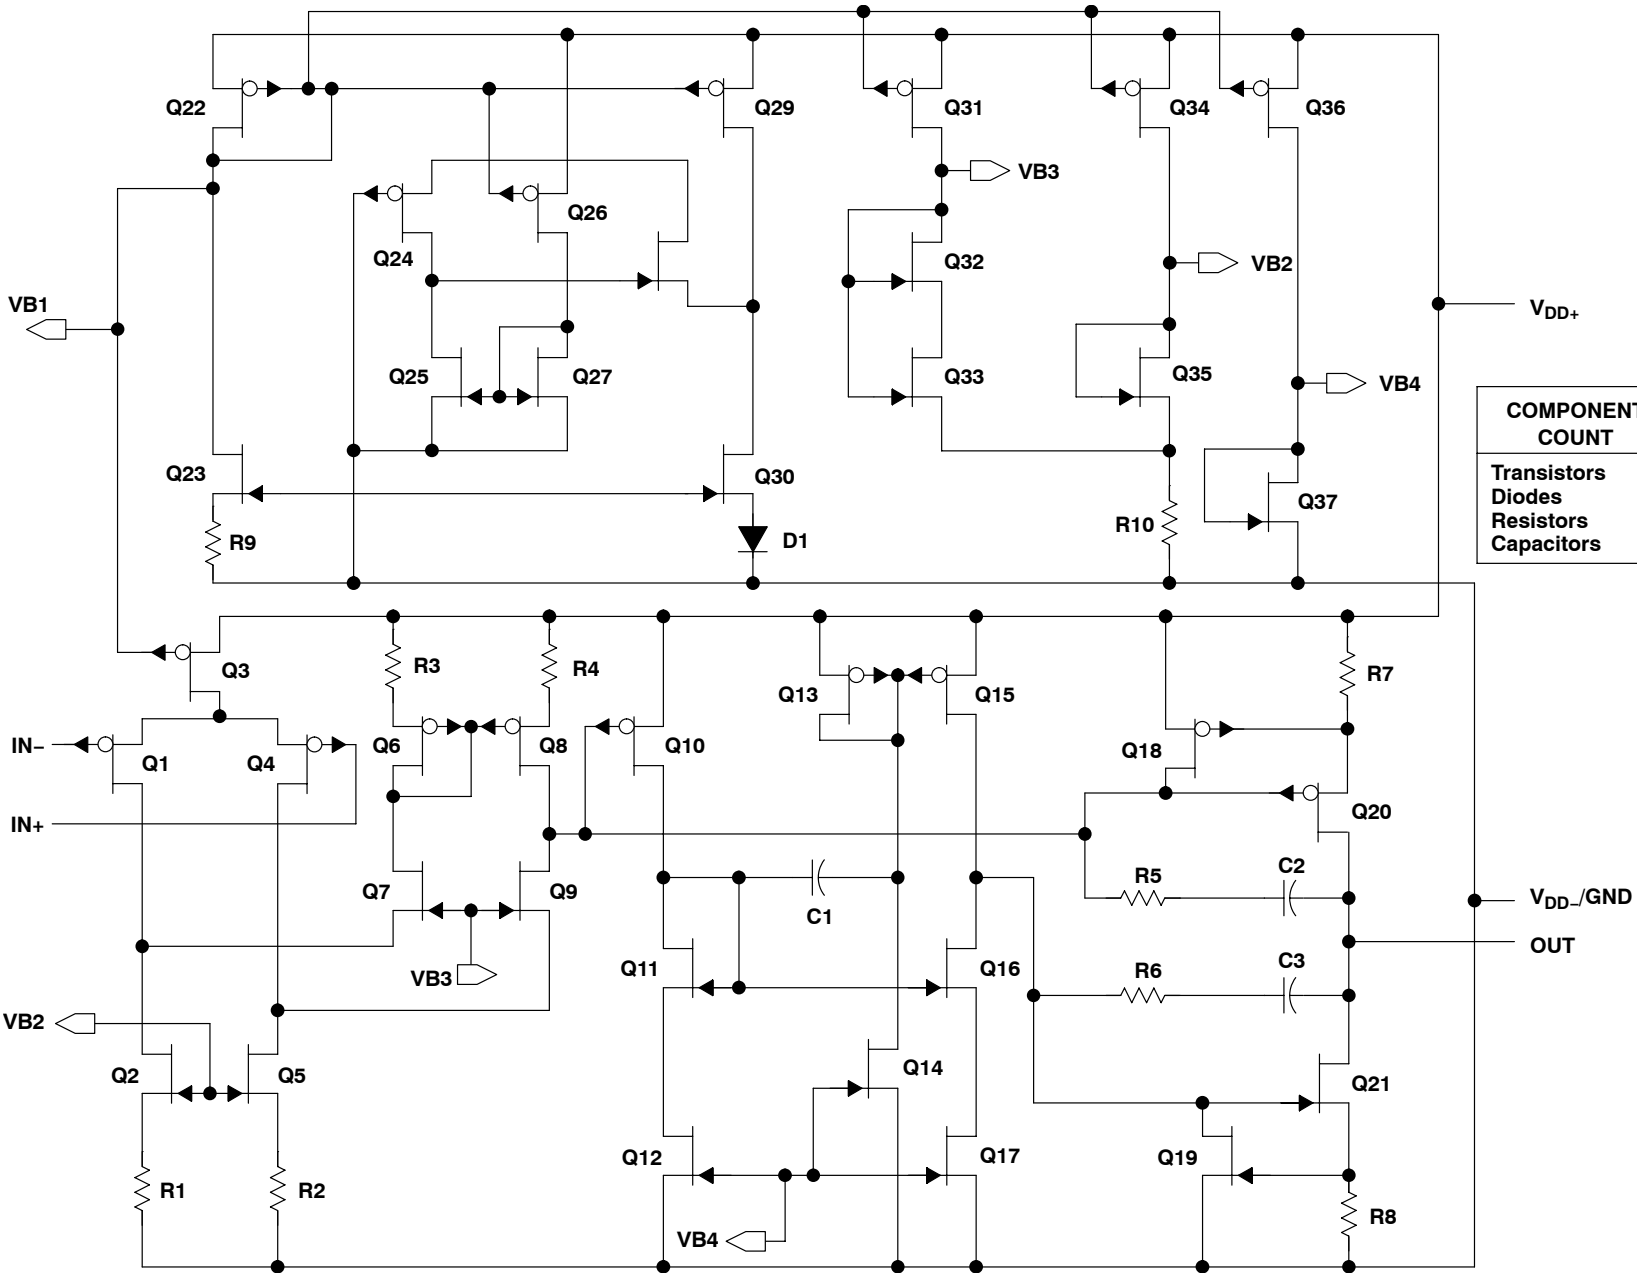 Q22
Q29
Q31
Q34
Q36
VB3
Q26
Q24
Q32
VB2
VB1
V_DD+
Q25
Q27
Q33
Q35
VB4
COMPONENT
COUNT
Q23
Q30
Q37
Transistors
Diodes
Resistors
Capacitors
R9
D1
R10
Q3
R3
R4
Q13
Q15
R7
IN−
Q1
Q4
Q6
Q8
Q10
Q18
IN+
Q20
Q7
Q9
C1
R5
C2
V_DD−/GND
OUT
VB3
Q11
Q16
R6
C3
VB2
Q2
Q5
Q14
Q21
Q12
Q17
Q19
R1
R2
R8
VB4